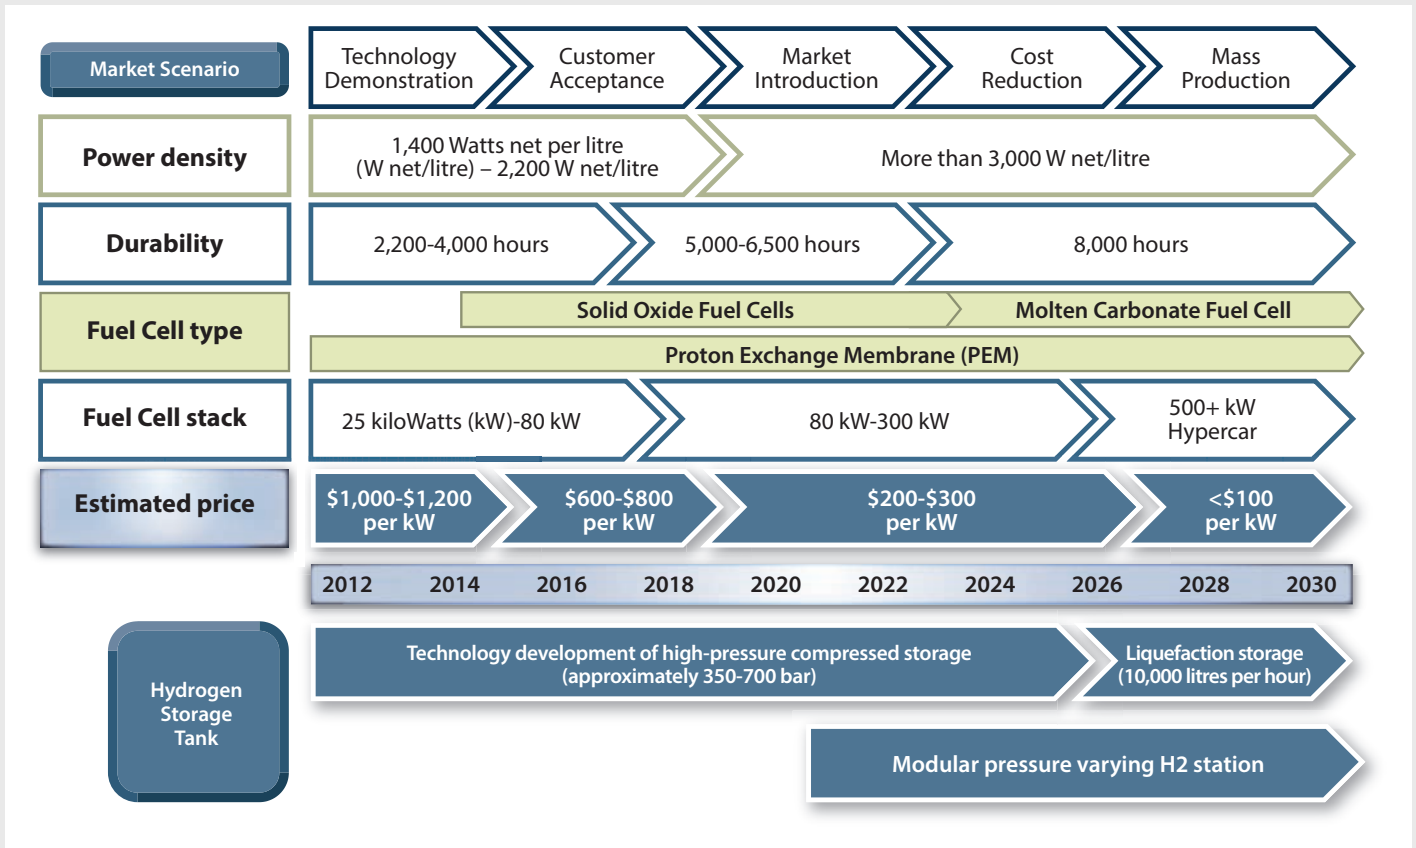 Market Scenario
Technology
Demonstration
Customer
Acceptance
Market
Introduction
Cost
Reduction
Mass
Production
Power density
1,400 Watts net per litre
(W net/litre) – 2,200 W net/litre
More than 3,000 W net/litre
Durability
2,200-4,000 hours
5,000-6,500 hours
8,000 hours
Fuel Cell type
Solid Oxide Fuel Cells
Molten Carbonate Fuel Cell
Proton Exchange Membrane (PEM)
Fuel Cell stack
25 kiloWatts (kW)-80 kW
80 kW-300 kW
500+ kW
Hypercar
Estimated price
$1,000-$1,200
per kW
$600-$800
per kW
$200-$300
per kW
<$100
per kW
2012 2014 2016 2018 2020 2022 2024 2026 2028 2030
Hydrogen
Storage
Tank
Technology development of high-pressure compressed storage
(approximately 350-700 bar)
Liquefaction storage
(10,000 litres per hour)
Modular pressure varying H2 station